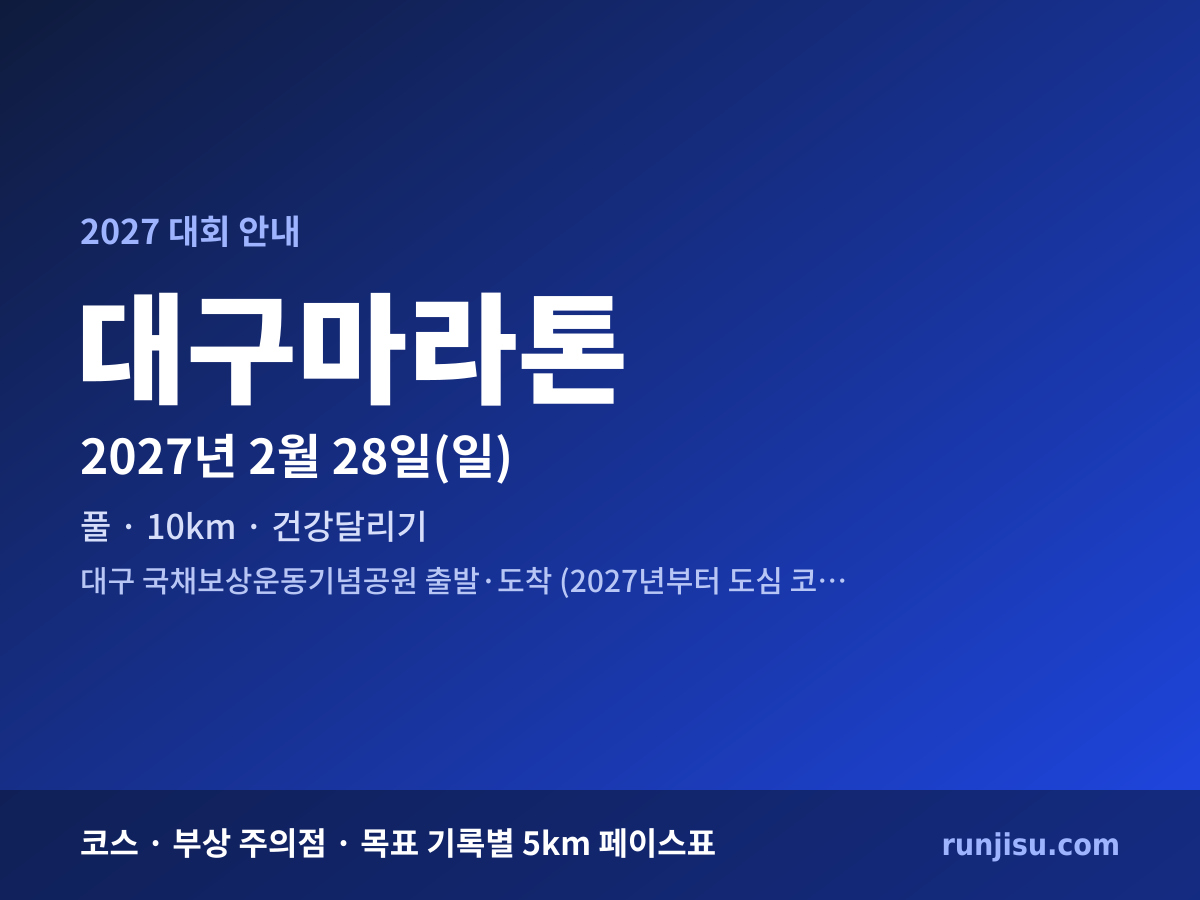 2027 대회 안내
대구마라톤
2027년 2월 28일(일)
풀 · 10km · 건강달리기
대구 국채보상운동기념공원 출발·도착 (2027년부터 도심 코…
코스 · 부상 주의점 · 목표 기록별 5km 페이스표
runjisu.com